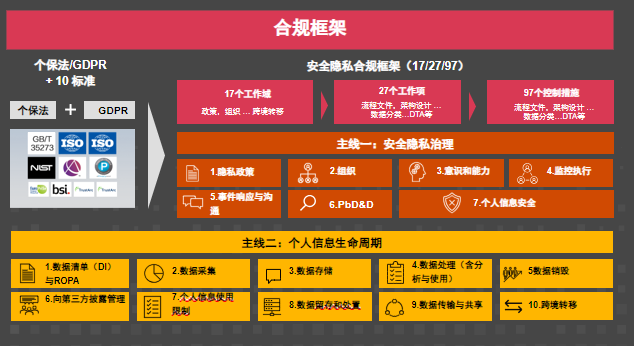 合规框架
个保法/GDPR
+ 10 标准
个保法 + GDPR
GB/T
35273
ISO
ISO
NIST
P
bsi.
TrustArc
TrustArc
安全隐私合规框架（17/27/97）
17个工作域
政策，组织 ... 跨境转移
27个工作项
流程文件，架构设计 ...
数据分类...DTA等
97个控制措施
流程文件，架构设计 ...
数据分类...DTA等
主线一：安全隐私治理
1.隐私政策
2.组织
3.意识和能力
4.监控执行
5.事件响应与沟
通
6.PbD&D
7.个人信息安全
主线二：个人信息生命周期
1.数据清单（DI）
与ROPA
2.数据采集
3.数据存储
4.数据处理（含分
析与使用）
5数据销毁
6.向第三方披露管理
7.个人信息使用
限制
8.数据留存和处置
9.数据传输与共享
10.跨境转移